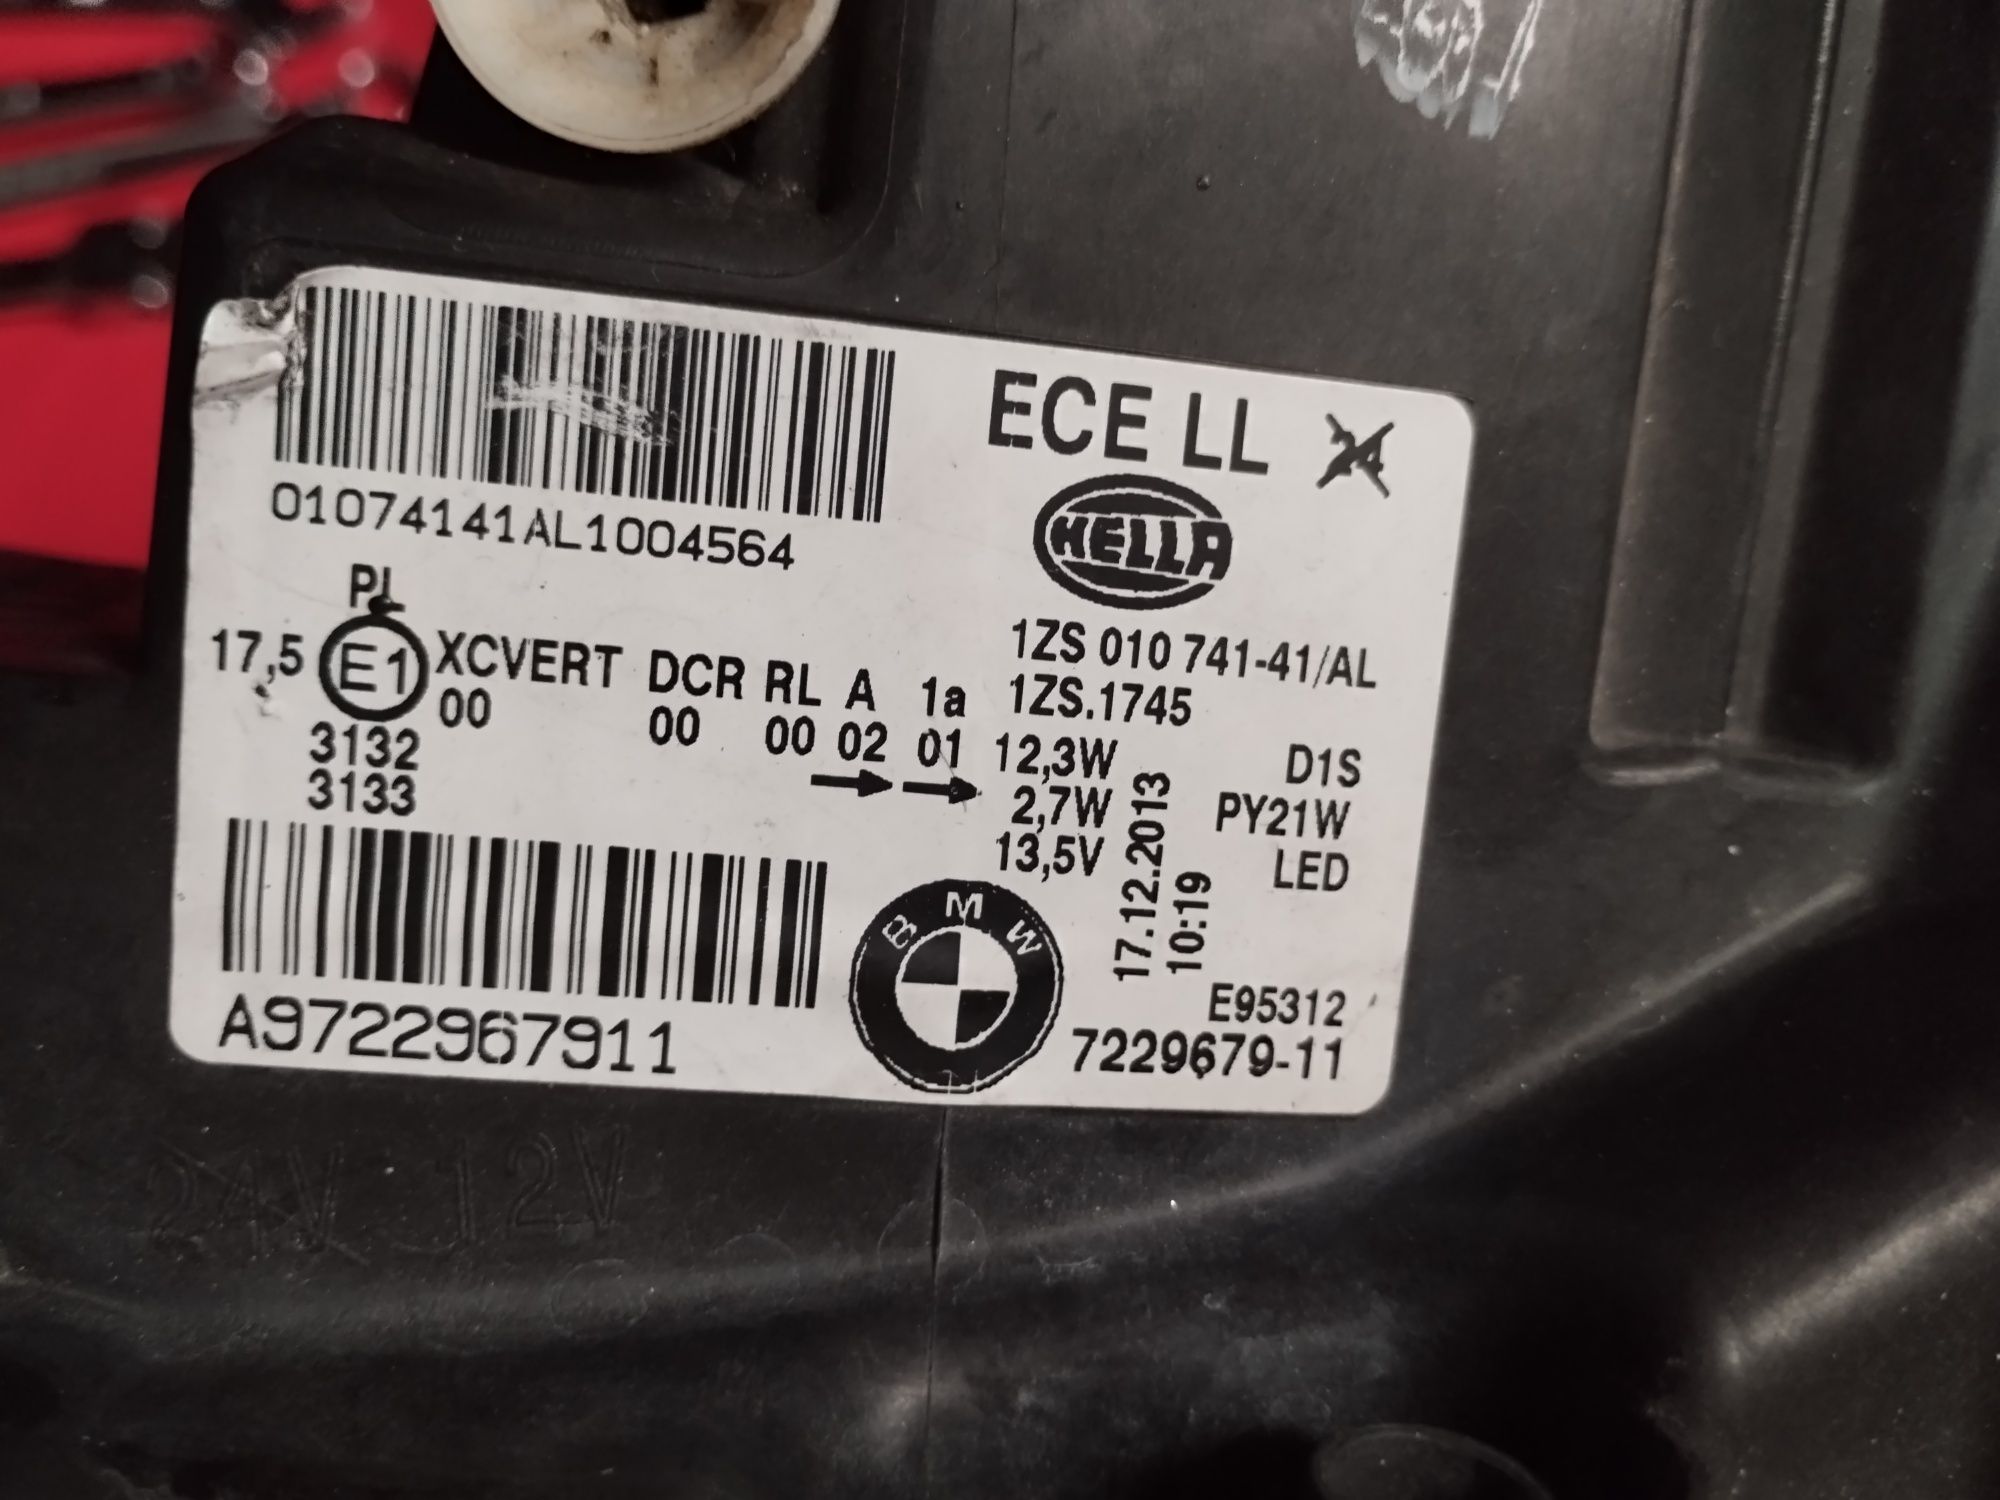 ECE LL 24
01074141AL1004564
HELLA
PL
17,5 E1 XCVERT DCR RL A 1a
00 00 00 02 01
3132
3133
1ZS 010 741-41/AL
1ZS.1745
12,3W D1S
2,7W PY21W
13,5V LED
17.12.2013
10:19
BMW
E95312
A9722967911
7229679-11
24V 12V